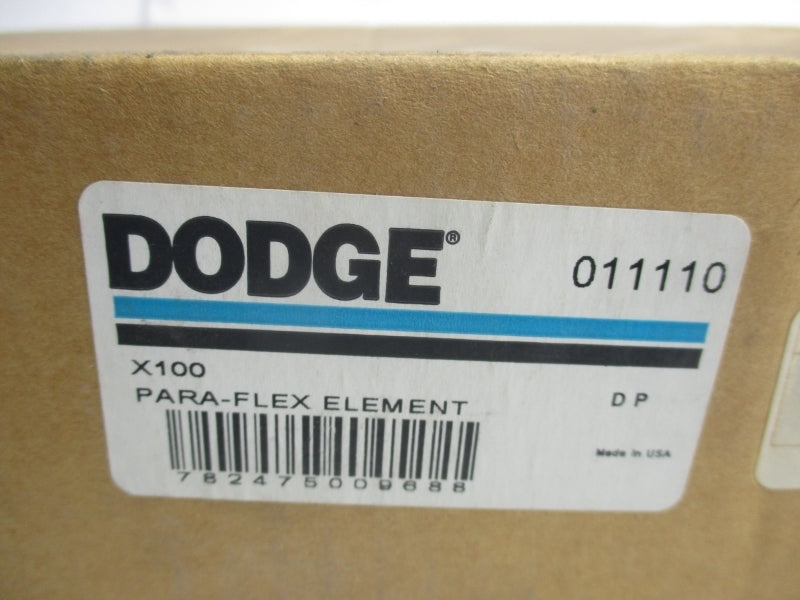 DODGE® 011110
X100
PARA-FLEX ELEMENT DP
Made in USA
782475009688